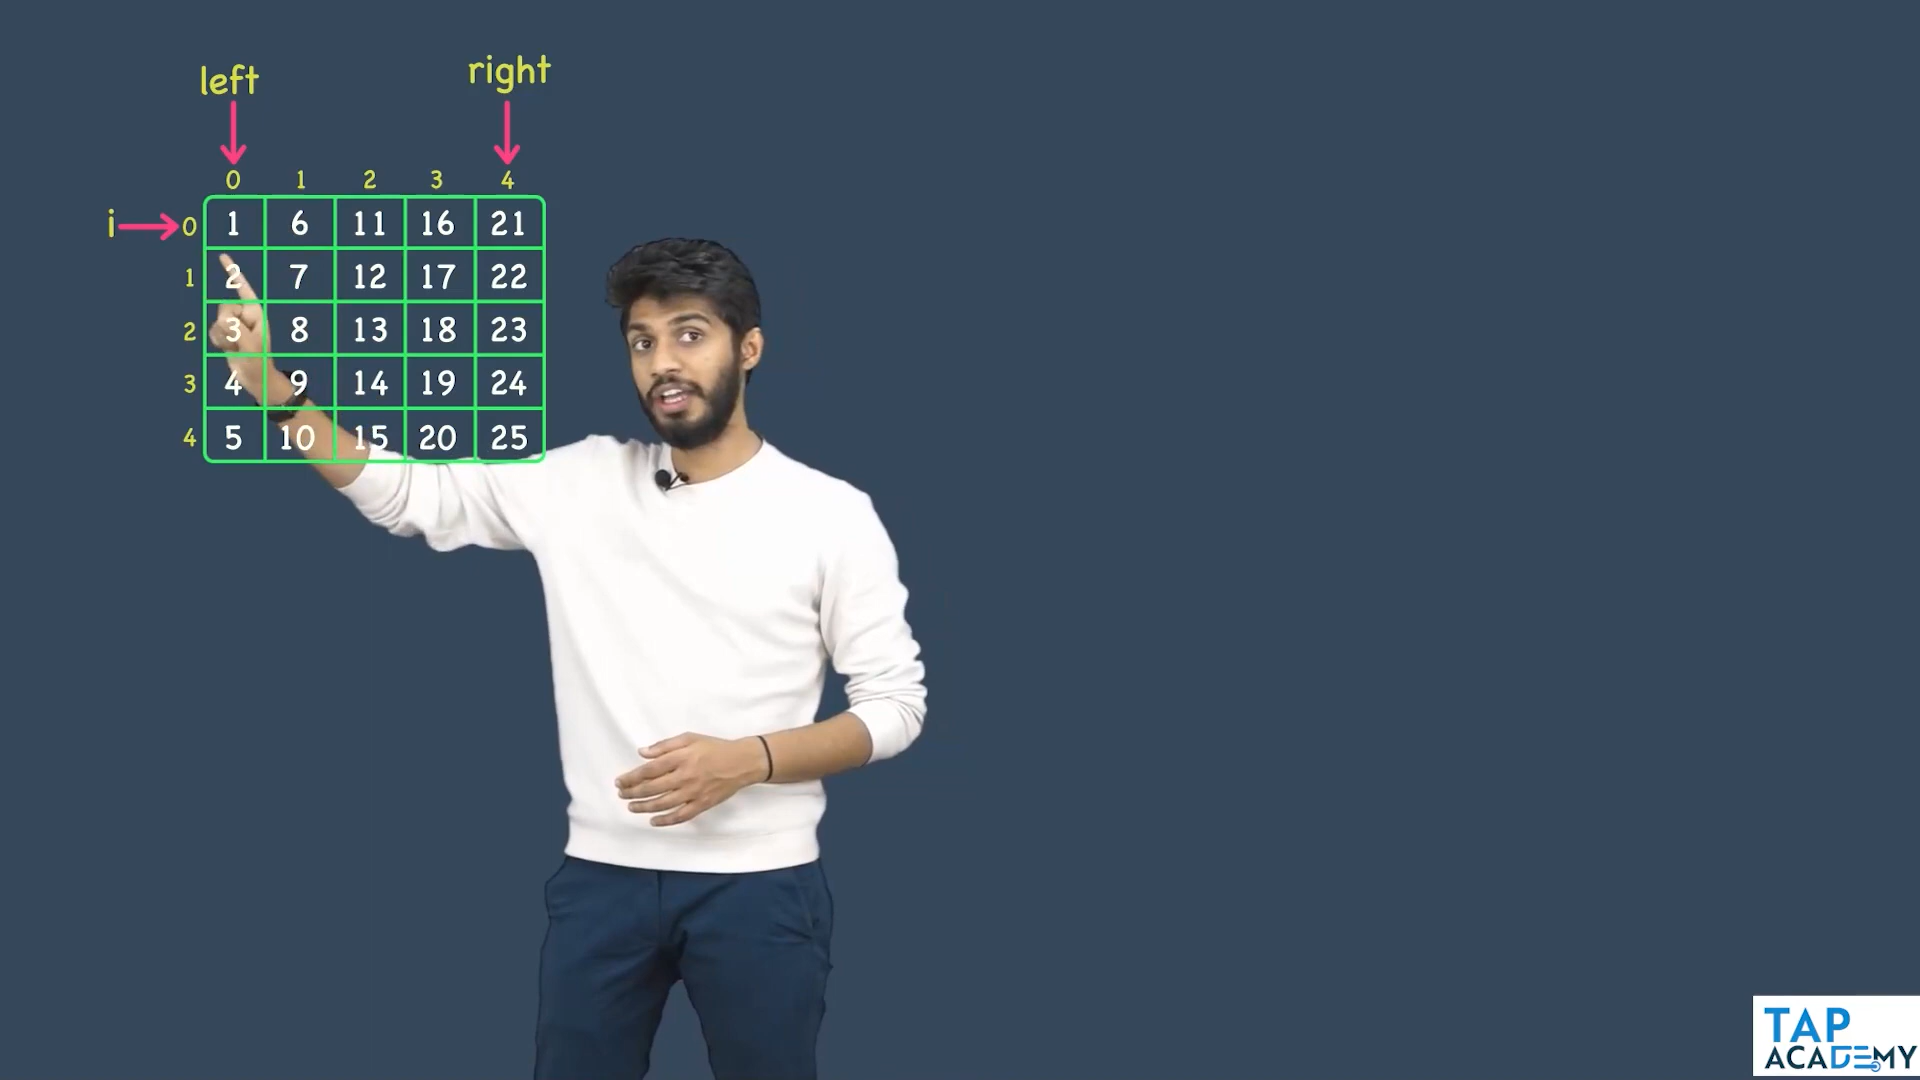 left right
0 1 2 3 4
i 0 1 6 11 16 21
1 2 7 12 17 22
2 3 8 13 18 23
3 4 9 14 19 24
4 5 10 15 20 25
TAP
ACADEMY